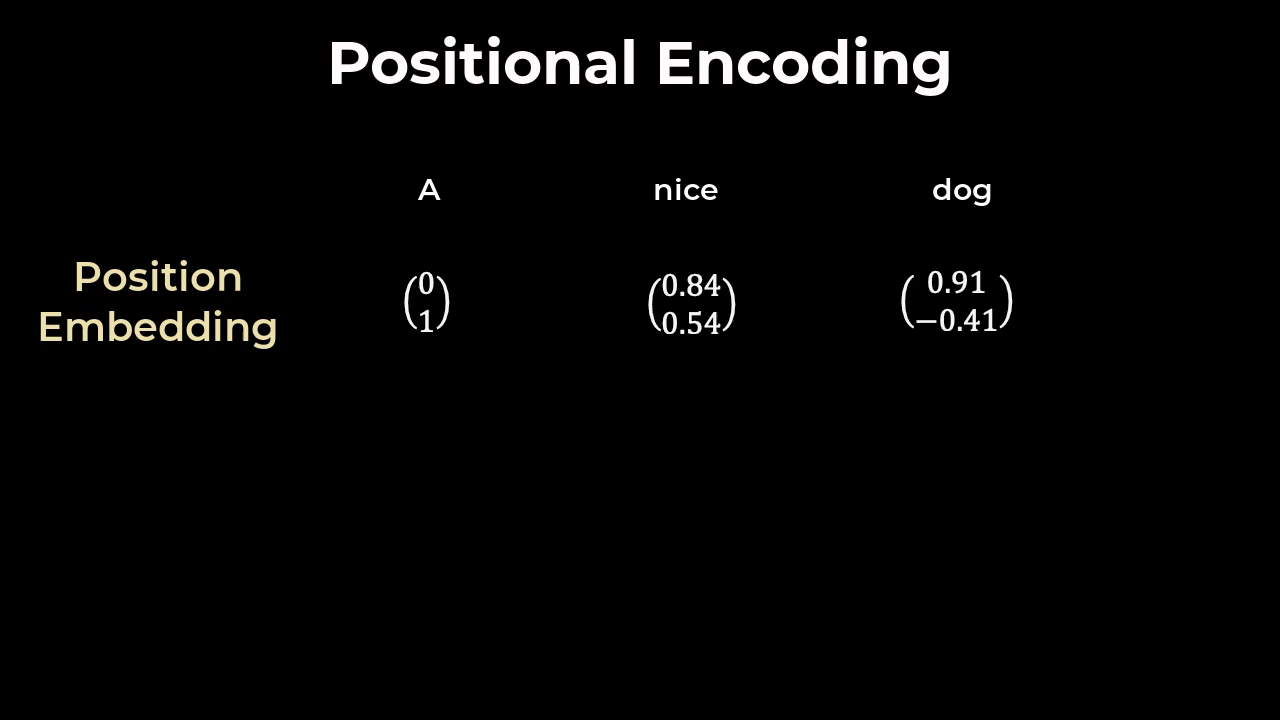 Positional Encoding
A nice dog
Position
Embedding
0 0.84 0.91
1 0.54 −0.41